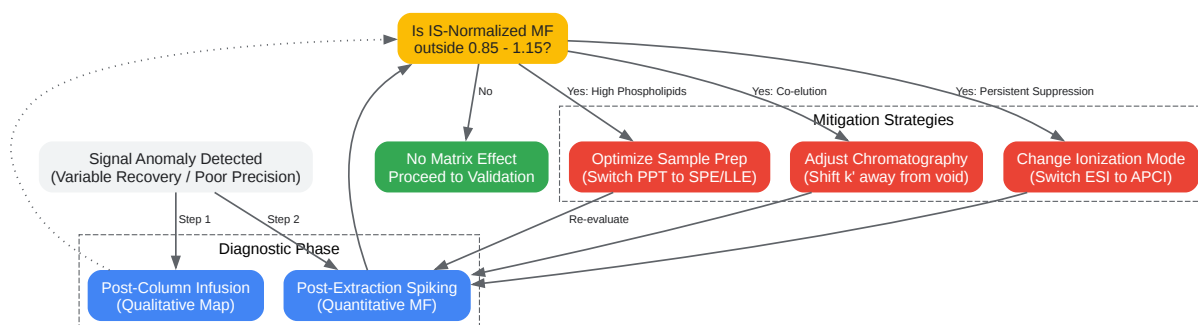 Is IS-Normalized MF
outside 0.85 - 1.15?
No
Yes: High Phospholipids
Yes: Co-elution
Yes: Persistent Suppression
Mitigation Strategies
Signal Anomaly Detected
(Variable Recovery / Poor Precision)
No Matrix Effect
Proceed to Validation
Optimize Sample Prep
(Switch PPT to SPE/LLE)
Adjust Chromatography
(Shift k' away from void)
Change Ionization Mode
(Switch ESI to APCI)
Step 1
Step 2
Re-evaluate
Diagnostic Phase
Post-Column Infusion
(Qualitative Map)
Post-Extraction Spiking
(Quantitative MF)